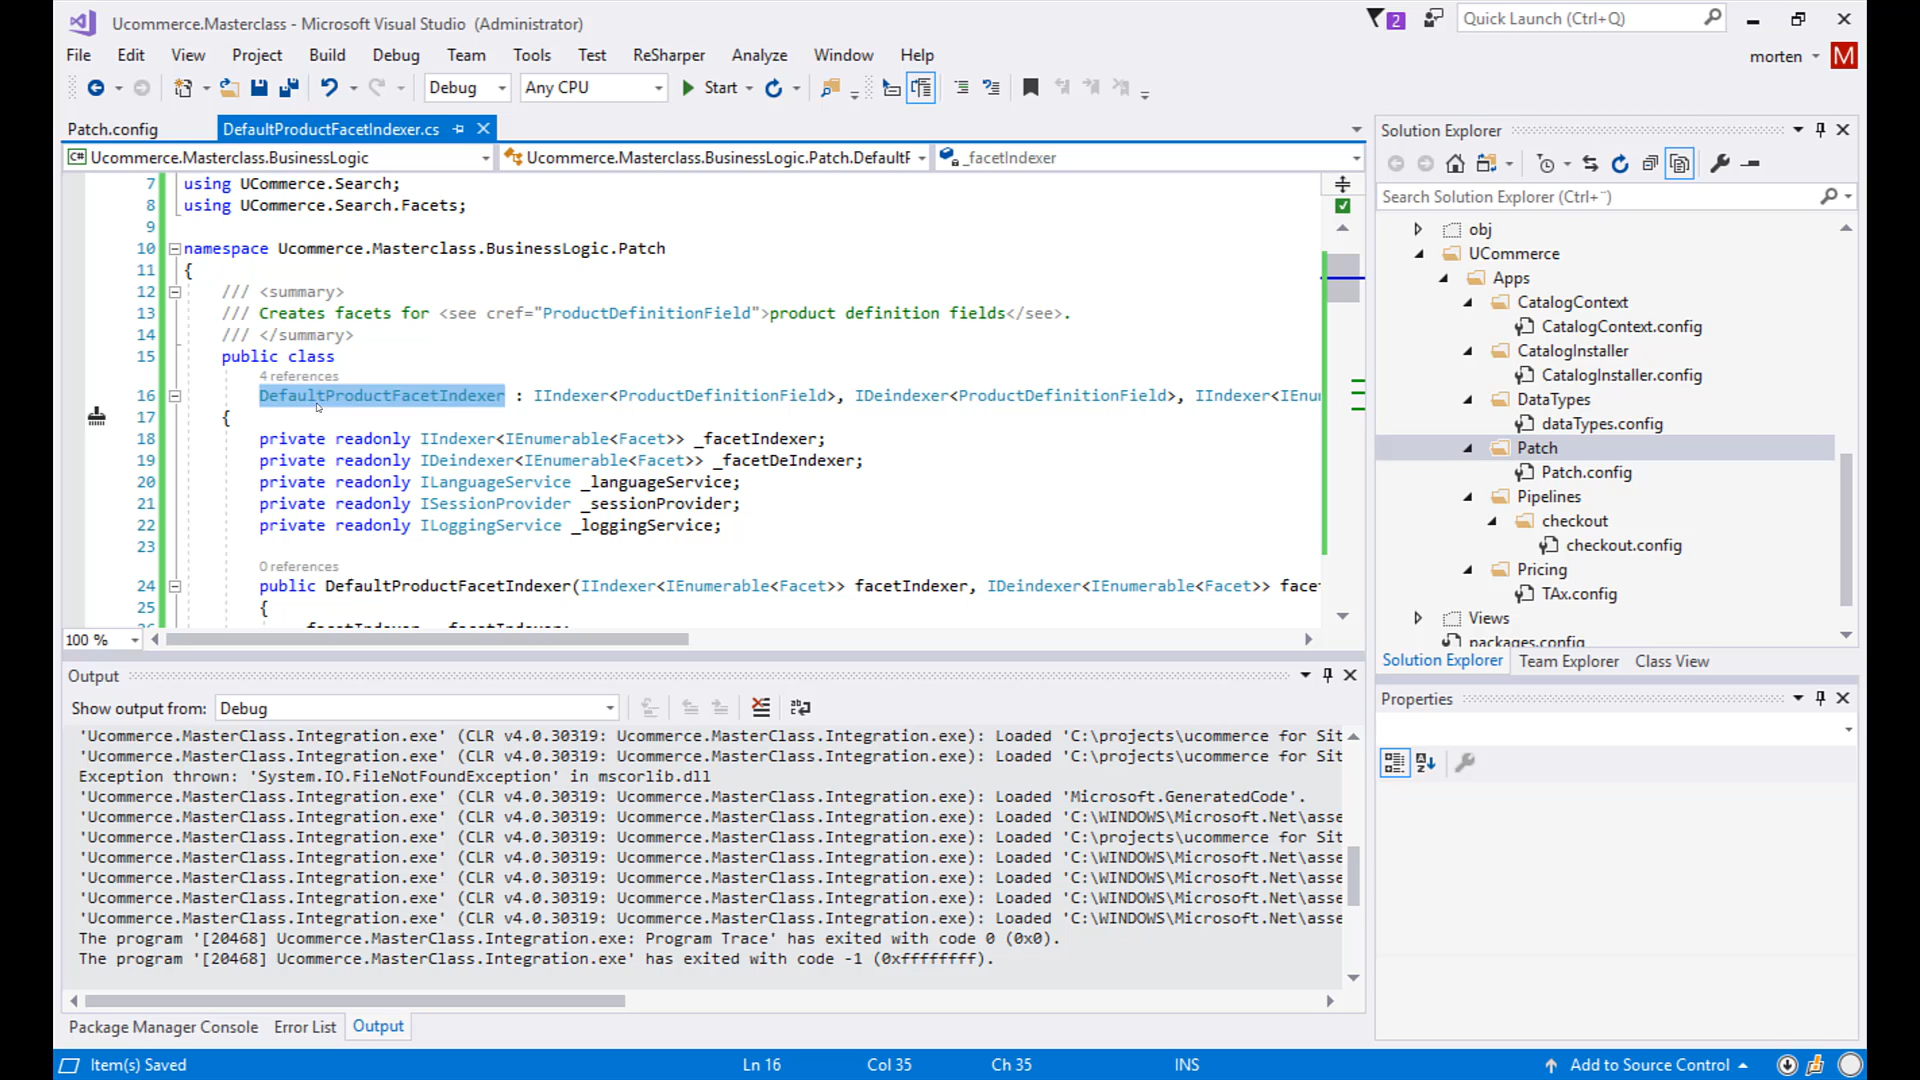 Ucommerce.Masterclass - Microsoft Visual Studio (Administrator)
2
Quick Launch (Ctrl+Q)
File Edit View Project Build Debug Team Tools Test ReSharper Analyze Window Help
morten
M
Debug
Any CPU
Start
Patch.config
DefaultProductFacetIndexer.cs
Ucommerce.Masterclass.BusinessLogic
Ucommerce.Masterclass.BusinessLogic.Patch.DefaultF
_facetIndexer
7 using UCommerce.Search;
8 using UCommerce.Search.Facets;
9
10 namespace Ucommerce.Masterclass.BusinessLogic.Patch
11 {
12 /// <summary>
13 /// Creates facets for <see cref="ProductDefinitionField">product definition fields</see>.
14 /// </summary>
15 public class
4 references
16 DefaultProductFacetIndexer : IIndexer<ProductDefinitionField>, IDeindexer<ProductDefinitionField>, IIndexer<IEnu
17 {
18 private readonly IIndexer<IEnumerable<Facet>> _facetIndexer;
19 private readonly IDeindexer<IEnumerable<Facet>> _facetDeIndexer;
20 private readonly ILanguageService _languageService;
21 private readonly ISessionProvider _sessionProvider;
22 private readonly ILoggingService _loggingService;
23
0 references
24 public DefaultProductFacetIndexer(IIndexer<IEnumerable<Facet>> facetIndexer, IDeindexer<IEnumerable<Facet>> face
25 {
100 %
Output
Show output from: Debug
'Ucommerce.MasterClass.Integration.exe' (CLR v4.0.30319: Ucommerce.MasterClass.Integration.exe): Loaded 'C:\projects\ucommerce for Sit
'Ucommerce.MasterClass.Integration.exe' (CLR v4.0.30319: Ucommerce.MasterClass.Integration.exe): Loaded 'C:\projects\ucommerce for Sit
Exception thrown: 'System.IO.FileNotFoundException' in mscorlib.dll
'Ucommerce.MasterClass.Integration.exe' (CLR v4.0.30319: Ucommerce.MasterClass.Integration.exe): Loaded 'Microsoft.GeneratedCode'.
'Ucommerce.MasterClass.Integration.exe' (CLR v4.0.30319: Ucommerce.MasterClass.Integration.exe): Loaded 'C:\WINDOWS\Microsoft.Net\asse
'Ucommerce.MasterClass.Integration.exe' (CLR v4.0.30319: Ucommerce.MasterClass.Integration.exe): Loaded 'C:\projects\ucommerce for Sit
'Ucommerce.MasterClass.Integration.exe' (CLR v4.0.30319: Ucommerce.MasterClass.Integration.exe): Loaded 'C:\WINDOWS\Microsoft.Net\asse
'Ucommerce.MasterClass.Integration.exe' (CLR v4.0.30319: Ucommerce.MasterClass.Integration.exe): Loaded 'C:\WINDOWS\Microsoft.Net\asse
'Ucommerce.MasterClass.Integration.exe' (CLR v4.0.30319: Ucommerce.MasterClass.Integration.exe): Loaded 'C:\WINDOWS\Microsoft.Net\asse
'Ucommerce.MasterClass.Integration.exe' (CLR v4.0.30319: Ucommerce.MasterClass.Integration.exe): Loaded 'C:\WINDOWS\Microsoft.Net\asse
The program '[20468] Ucommerce.MasterClass.Integration.exe: Program Trace' has exited with code 0 (0x0).
The program '[20468] Ucommerce.MasterClass.Integration.exe' has exited with code -1 (0xffffffff).
Package Manager Console
Error List
Output
Solution Explorer
Search Solution Explorer (Ctrl+¨)
obj
UCommerce
Apps
CatalogContext
CatalogContext.config
CatalogInstaller
CatalogInstaller.config
DataTypes
dataTypes.config
Patch
Patch.config
Pipelines
checkout
checkout.config
Pricing
TAx.config
Views
packages.config
Solution Explorer
Team Explorer
Class View
Properties
Item(s) Saved
Ln 16
Col 35
Ch 35
INS
Add to Source Control